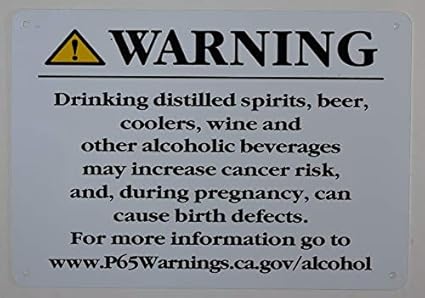 WARNING
Drinking distilled spirits, beer,
coolers, wine and
other alcoholic beverages
may increase cancer risk,
and, during pregnancy, can
cause birth defects.
For more information go to
www.P65Warnings.ca.gov/alcohol